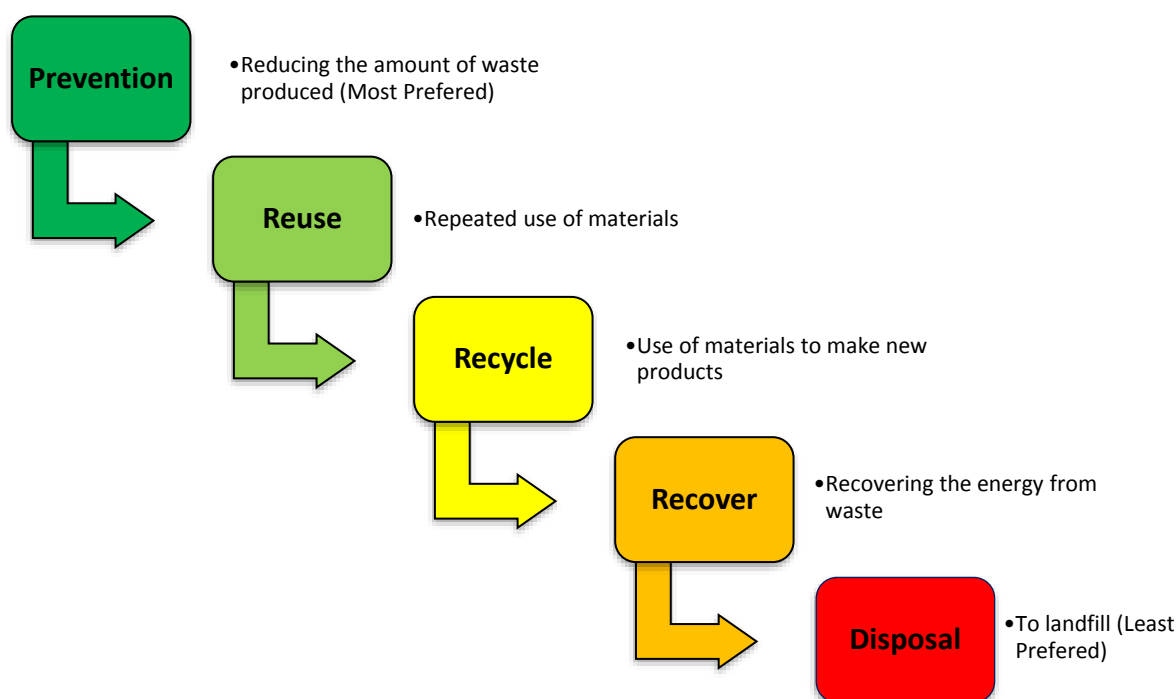 Prevention
•Reducing the amount of waste
produced (Most Prefered)
Reuse
•Repeated use of materials
Recycle
•Use of materials to make new
products
Recover
•Recovering the energy from
waste
Disposal
•To landfill (Least
Prefered)